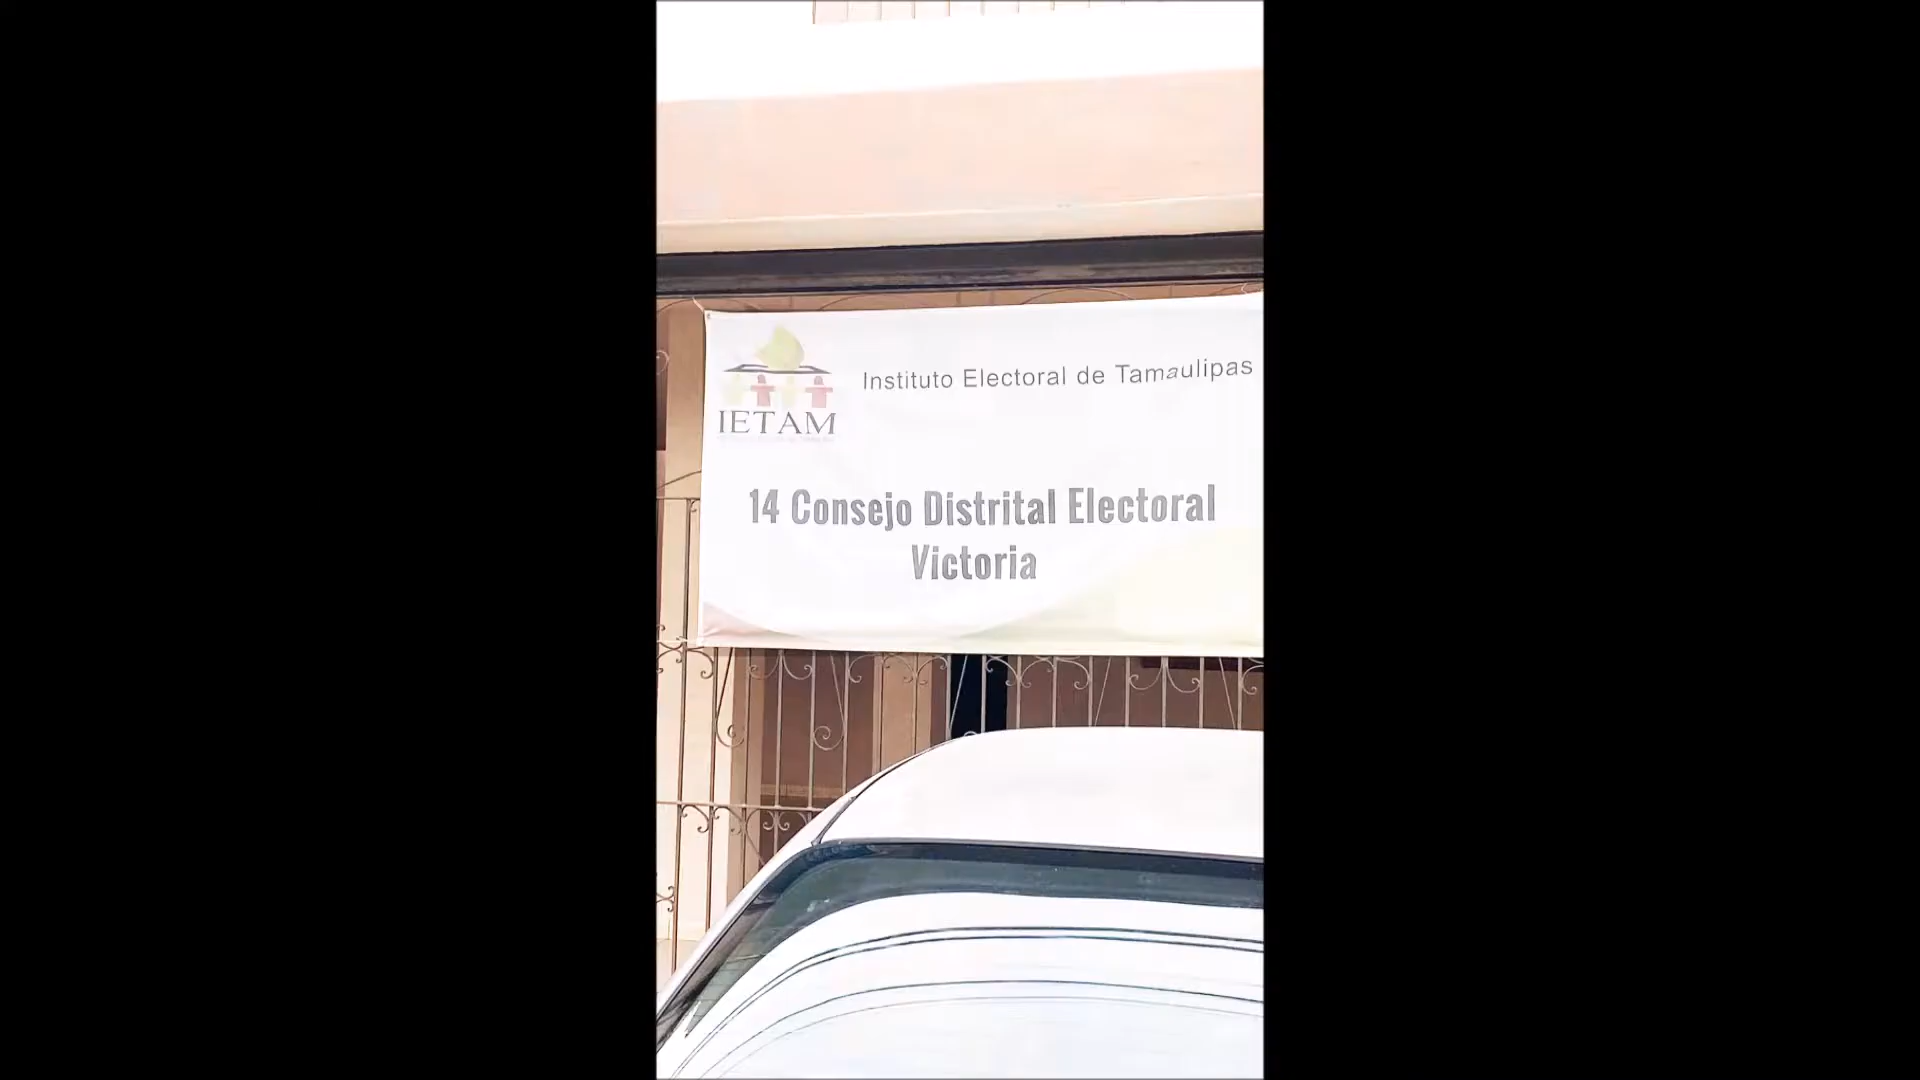 Instituto Electoral de Tamaulipas
IETAM
14 Consejo Distrital Electoral
Victoria